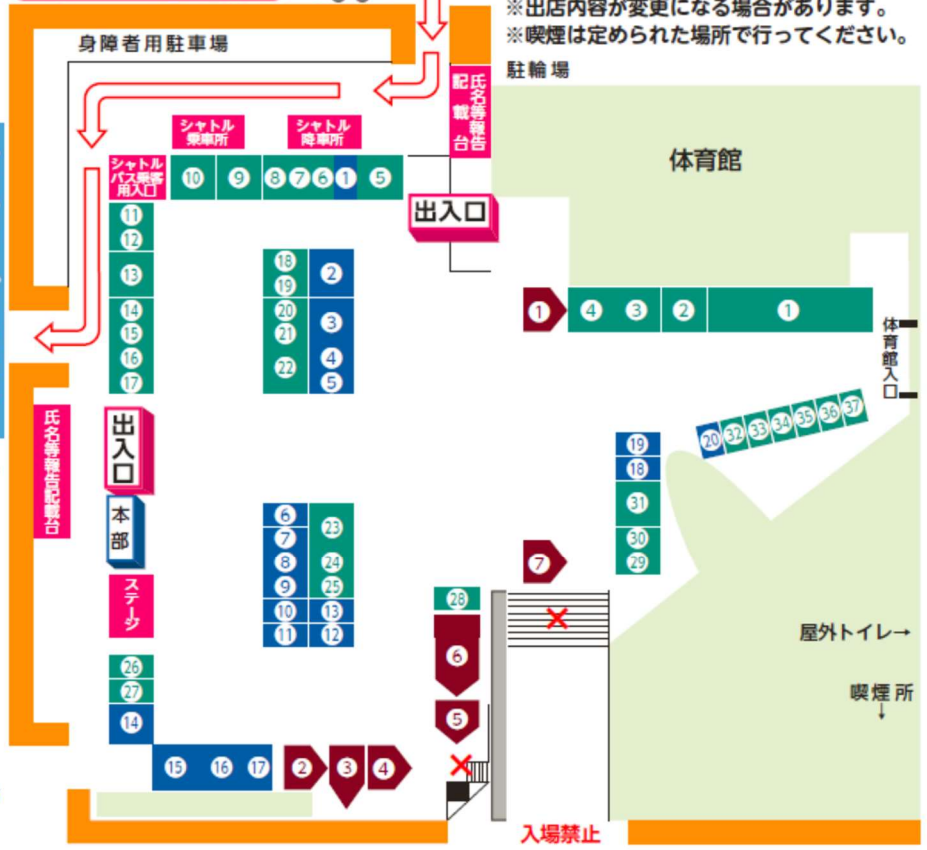 ※出店内容が変更になる場合があります。
※喫煙は定められた場所で行ってください。
身障者用駐車場
駐輪場
氏名等報告
記載台
体育館
シャトル
乗車所
シャトル
降車所
シャトル
バス乗客
用入口
⑩ ⑨ ⑧ ⑦ ⑥ ① ⑤
出入口
⑪
⑫
⑬
⑭
⑮
⑯
⑰
⑱
⑲
⑳
㉑
㉒
②
③
④
⑤
① ④ ③ ② ①
体育館入口
⑳ ㉜ ㉝ ㉞ ㉟ ㊱ ㊲
⑲
⑱
㉛
㉚
㉙
氏名等報告記載台
出入口
本部
ステージ
⑥
⑦
⑧
⑨
⑩
⑪
㉓
㉔
㉕
⑬
⑫
⑦
㉘
⑥
⑤
㉖
㉗
⑭
⑮ ⑯ ⑰ ② ③ ④
屋外トイレ→
喫煙所
↓
入場禁止